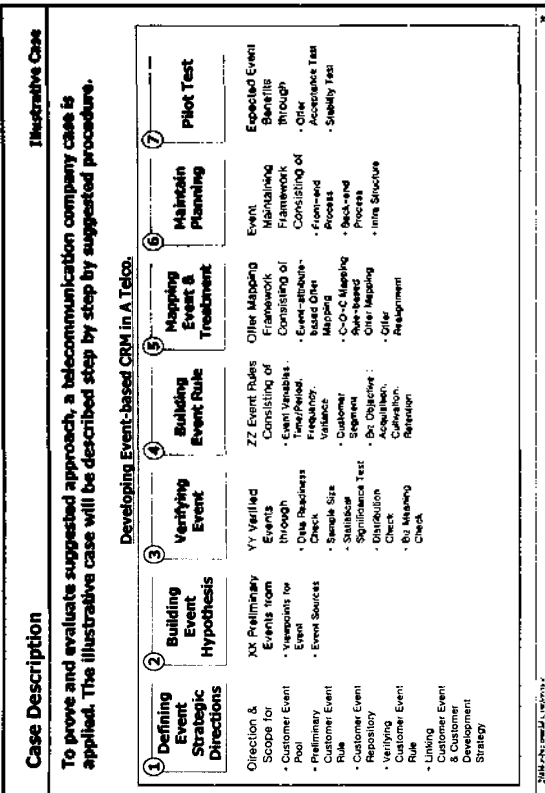 Case Description
Illustrative Case
To prove and evaluate suggested approach, a telecommunication company case is
applied. The illustrative case will be described step by step by suggested procedure.
Developing Event-based CRM in A Telco.
1 Defining
Event
Strategic
Directions
Direction &
Scope for
• Customer Event
Pool
• Preliminary
Customer Event
Rule
• Customer Event
Repository
• Verifying
Customer Event
Rule
• Linking
Customer Event
& Customer
Development
Strategy
2
Building
Event
Hypothesis
XX Preliminary
Events from
• Viewpoints for
Event
• Event Sources
3
Verifying
Event
YY Verified
Events
through
• Data Readiness
Check
• Sample Size
• Statistical
Significance Test
• Distribution
Check
• Biz Meaning
Check
4
Building
Event Rule
ZZ Event Rules
Consisting of
• Event Variables :
Time/Period,
Frequency,
Variance
• Customer
Segment
• Biz Objective :
Acquisition,
Cultivation,
Retention
5
Mapping
Event &
Treatment
Offer Mapping
Framework
Consisting of
• Event-attribute-
based Offer
Mapping
• C-O-C Mapping
Rule-based
Offer Mapping
• Offer
Realignment
6
Maintain
Planning
Event
Maintaining
Framework
Consisting of
• Front-end
Process
• Back-end
Process
• Infra Structure
7
Pilot Test
Expected Event
Benefits
through
• Offer
Acceptance Test
• Stability Test